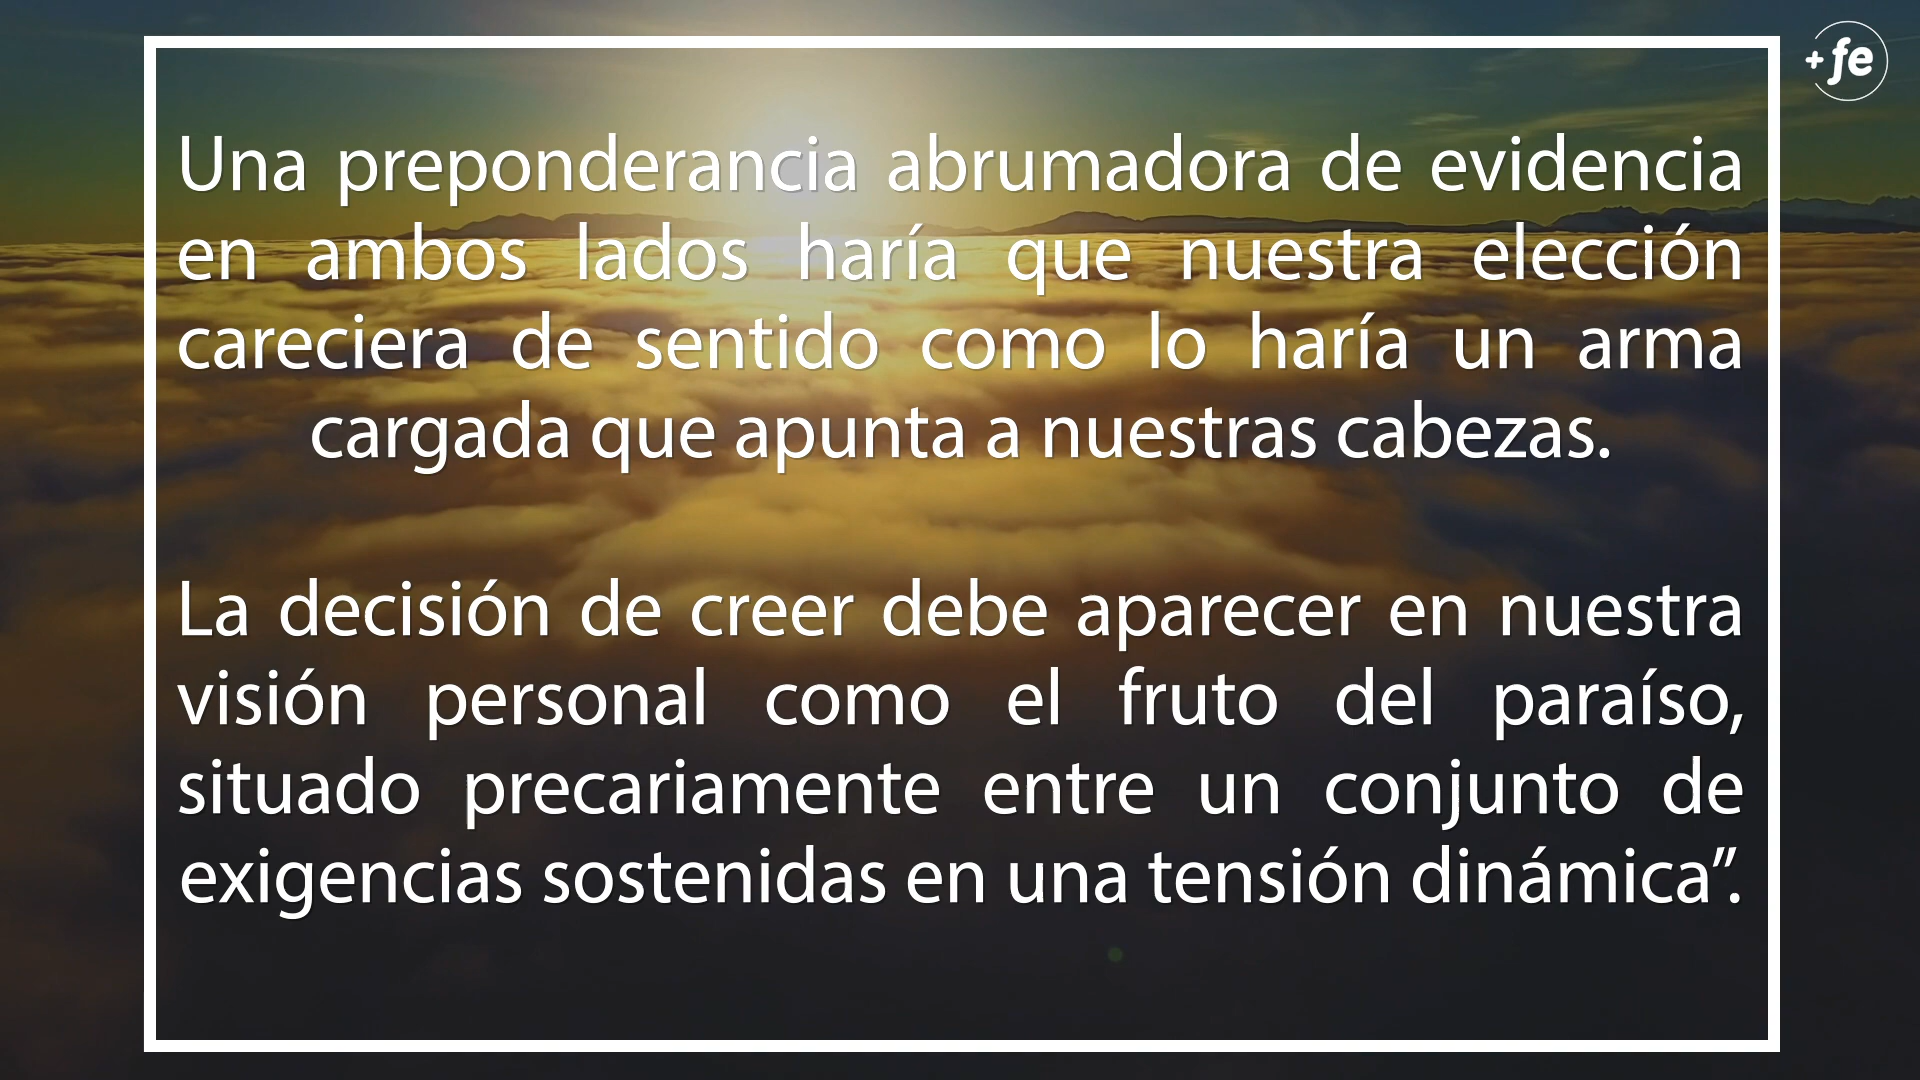 +fe
Una preponderancia abrumadora de evidencia
en ambos lados haría que nuestra elección
careciera de sentido como lo haría un arma
cargada que apunta a nuestras cabezas.
La decisión de creer debe aparecer en nuestra
visión personal como el fruto del paraíso,
situado precariamente entre un conjunto de
exigencias sostenidas en una tensión dinámica”.